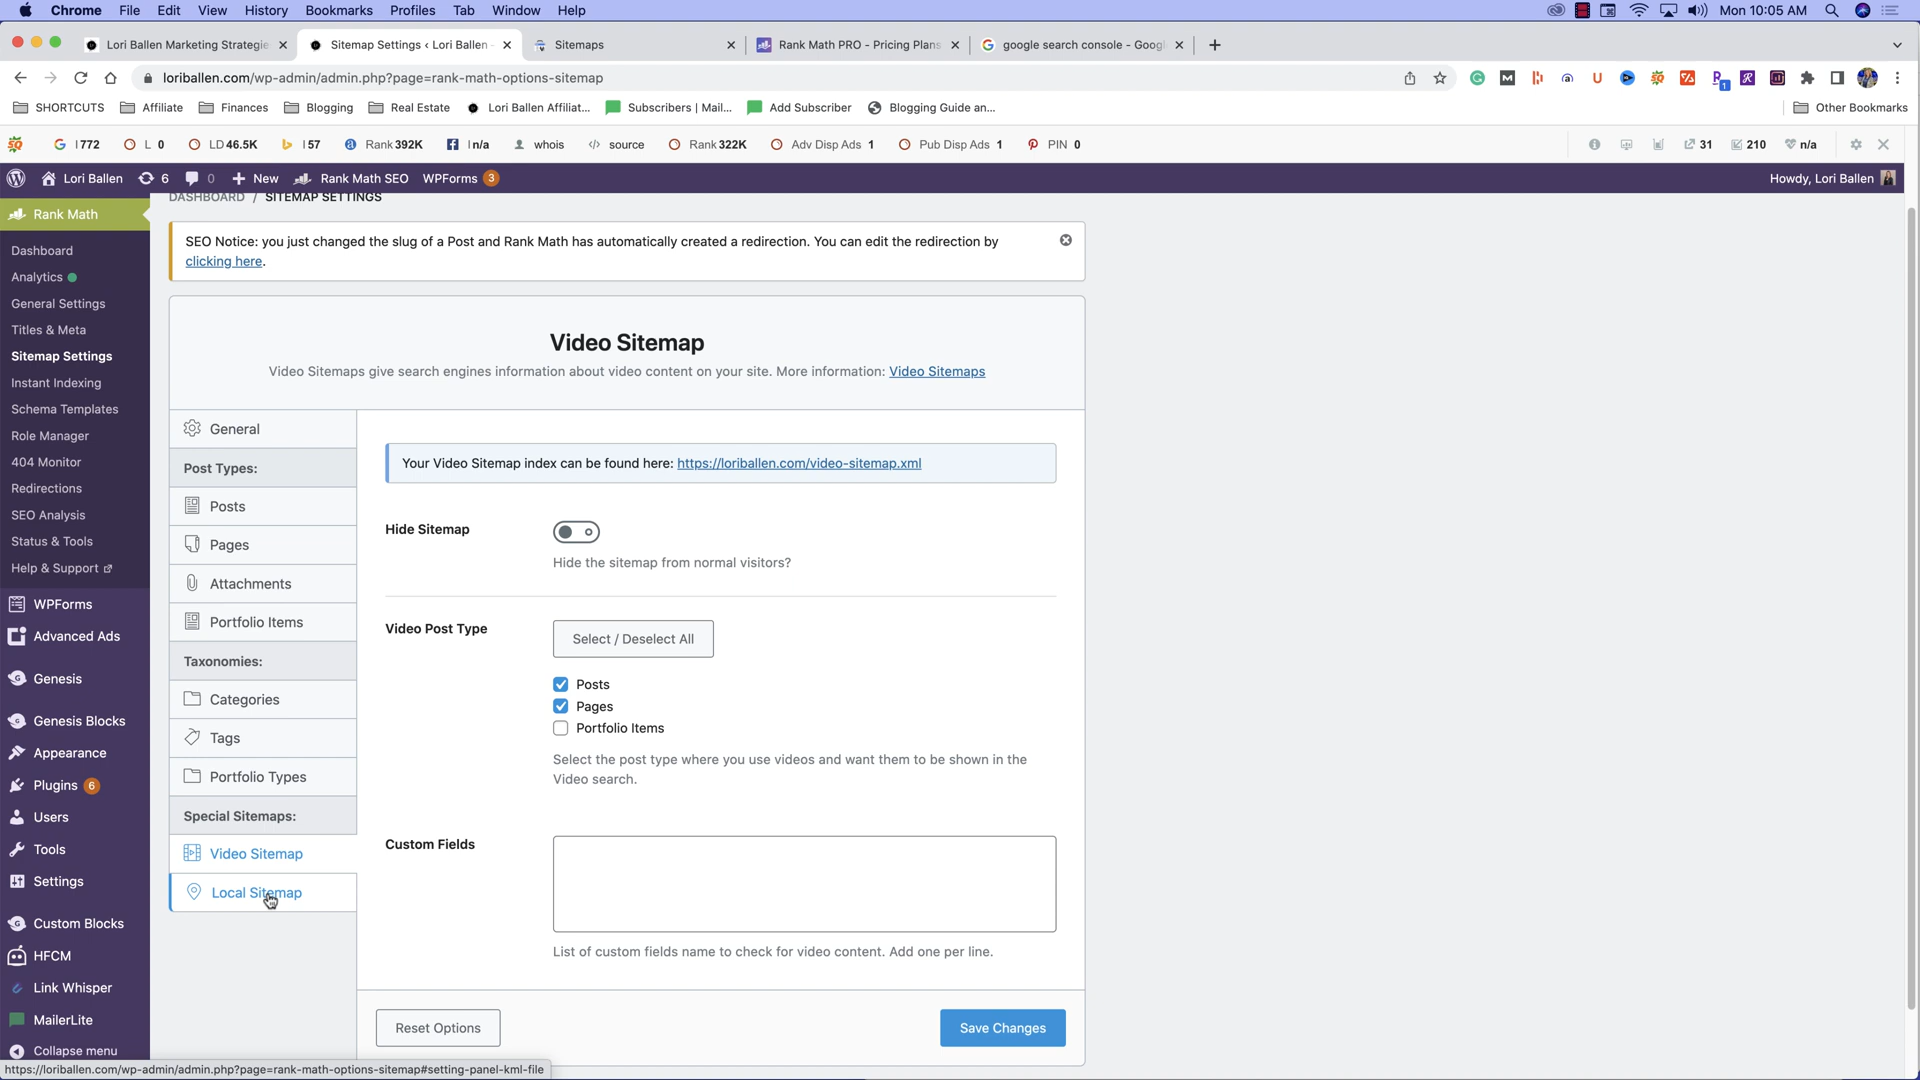 Chrome File Edit View History Bookmarks Profiles Tab Window Help Mon 10:05 AM
Lori Ballen Marketing Strategie Sitemap Settings ‹ Lori Ballen Sitemaps Rank Math PRO - Pricing Plans google search console - Googl
loriballen.com/wp-admin/admin.php?page=rank-math-options-sitemap
SHORTCUTS Affiliate Finances Blogging Real Estate Lori Ballen Affiliat... Subscribers | Mail... Add Subscriber Blogging Guide an... Other Bookmarks
I 772 L 0 LD 46.5K I 57 Rank 392K I n/a whois source Rank 322K Adv Disp Ads 1 Pub Disp Ads 1 PIN 0 31 210 n/a
Lori Ballen 6 0 New Rank Math SEO WPForms 3 Howdy, Lori Ballen
DASHBOARD / SITEMAP SETTINGS
Rank Math
Dashboard
Analytics
General Settings
Titles & Meta
Sitemap Settings
Instant Indexing
Schema Templates
Role Manager
404 Monitor
Redirections
SEO Analysis
Status & Tools
Help & Support
WPForms
Advanced Ads
Genesis
Genesis Blocks
Appearance
Plugins 6
Users
Tools
Settings
Custom Blocks
HFCM
Link Whisper
MailerLite
Collapse menu
SEO Notice: you just changed the slug of a Post and Rank Math has automatically created a redirection. You can edit the redirection by
clicking here.
Video Sitemap
Video Sitemaps give search engines information about video content on your site. More information: Video Sitemaps
General
Post Types:
Posts
Pages
Attachments
Portfolio Items
Taxonomies:
Categories
Tags
Portfolio Types
Special Sitemaps:
Video Sitemap
Local Sitemap
Your Video Sitemap index can be found here: https://loriballen.com/video-sitemap.xml
Hide Sitemap
Hide the sitemap from normal visitors?
Video Post Type Select / Deselect All
Posts
Pages
Portfolio Items
Select the post type where you use videos and want them to be shown in the
Video search.
Custom Fields
List of custom fields name to check for video content. Add one per line.
Reset Options Save Changes
https://loriballen.com/wp-admin/admin.php?page=rank-math-options-sitemap#setting-panel-kml-file